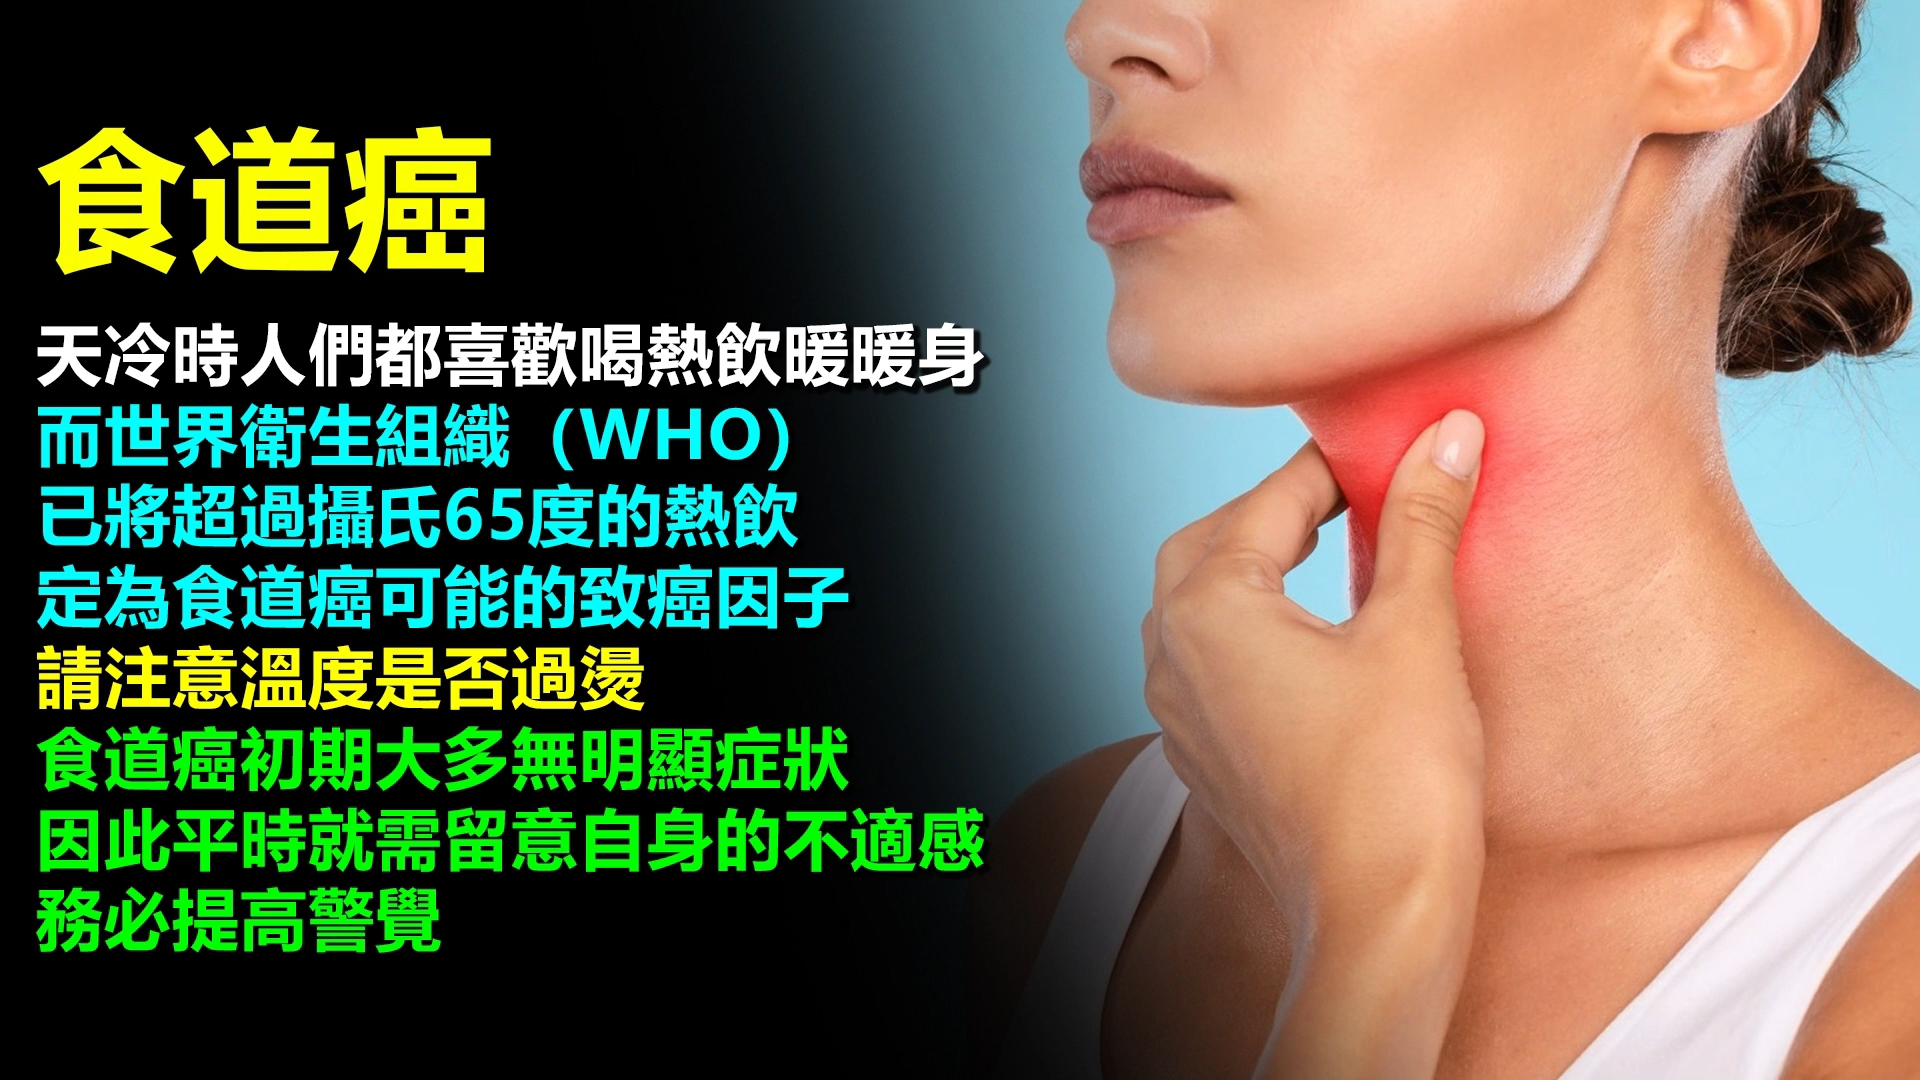 食道癌
天冷時人們都喜歡喝熱飲暖暖身
而世界衛生組織（WHO）
已將超過攝氏65度的熱飲
定為食道癌可能的致癌因子
請注意溫度是否過燙
食道癌初期大多無明顯症狀
因此平時就需留意自身的不適感
務必提高警覺